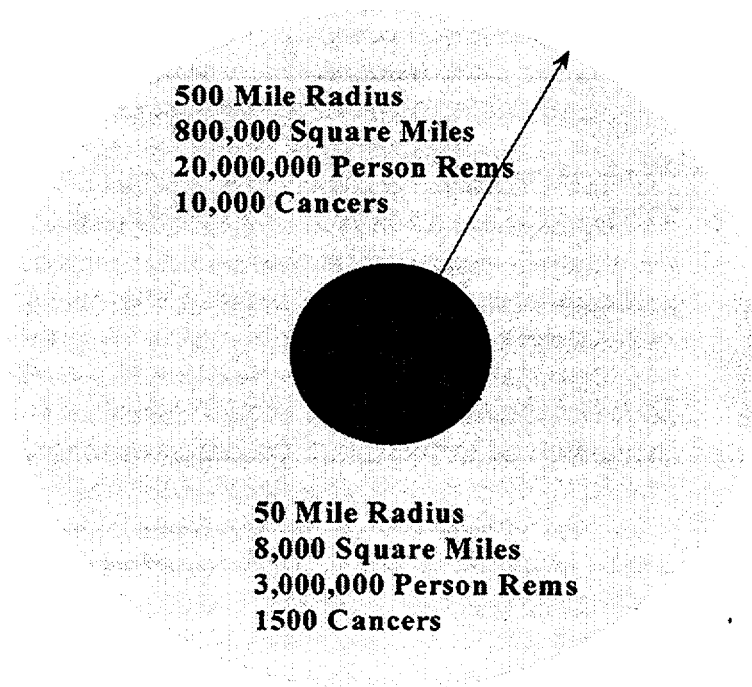 500 Mile Radius
800,000 Square Miles
20,000,000 Person Rems
10,000 Cancers
50 Mile Radius
8,000 Square Miles
3,000,000 Person Rems
1500 Cancers